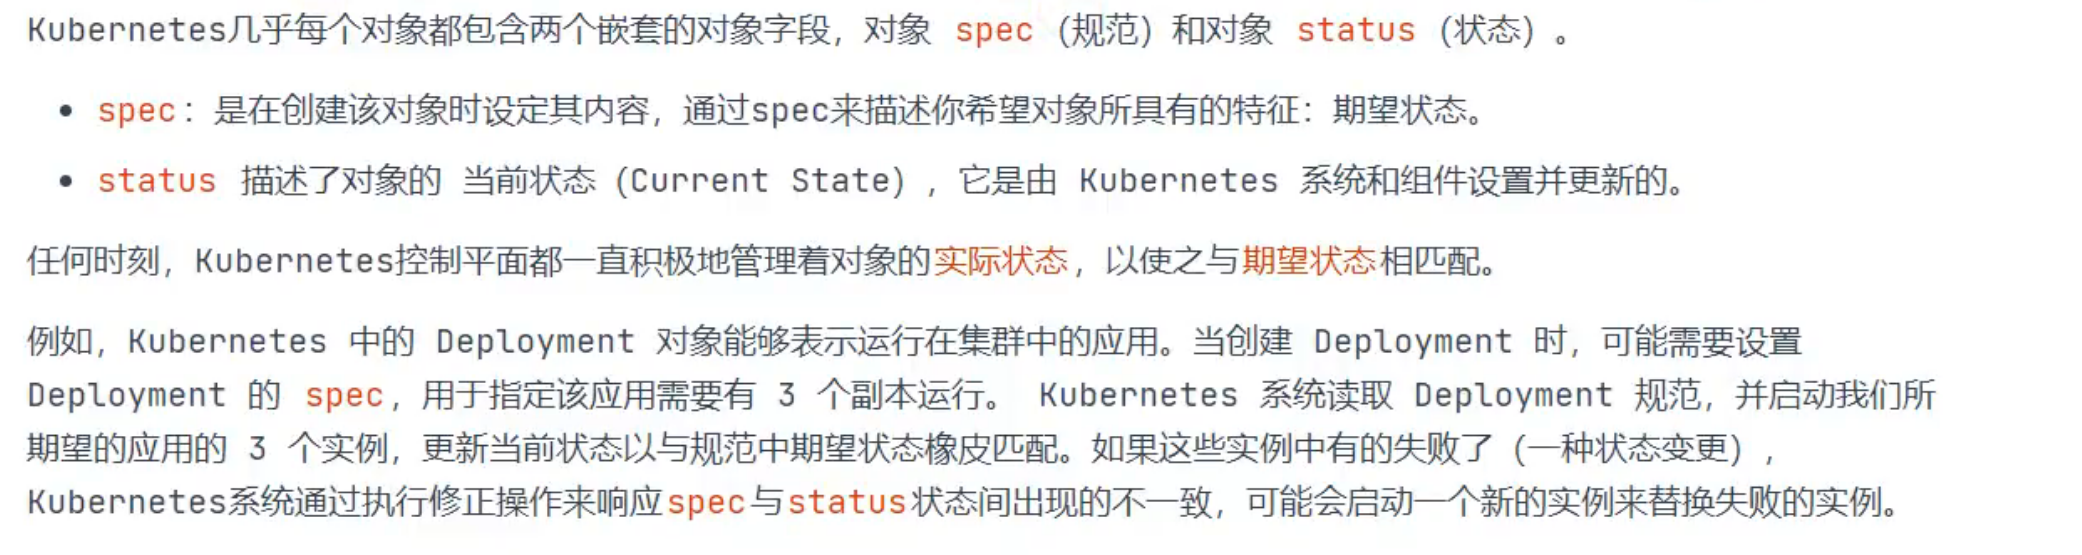 Kubernetes几乎每个对象都包含两个嵌套的对象字段，对象 spec（规范）和对象 status（状态）。
• spec：是在创建该对象时设定其内容，通过spec来描述你希望对象所具有的特征：期望状态。
• status 描述了对象的 当前状态（Current State），它是由 Kubernetes 系统和组件设置并更新的。
任何时刻，Kubernetes控制平面都一直积极地管理着对象的实际状态，以使之与期望状态相匹配。
例如，Kubernetes 中的 Deployment 对象能够表示运行在集群中的应用。当创建 Deployment 时，可能需要设置
Deployment 的 spec，用于指定该应用需要有 3 个副本运行。 Kubernetes 系统读取 Deployment 规范，并启动我们所
期望的应用的 3 个实例，更新当前状态以与规范中期望状态橡皮匹配。如果这些实例中有的失败了（一种状态变更），
Kubernetes系统通过执行修正操作来响应spec与status状态间出现的不一致，可能会启动一个新的实例来替换失败的实例。